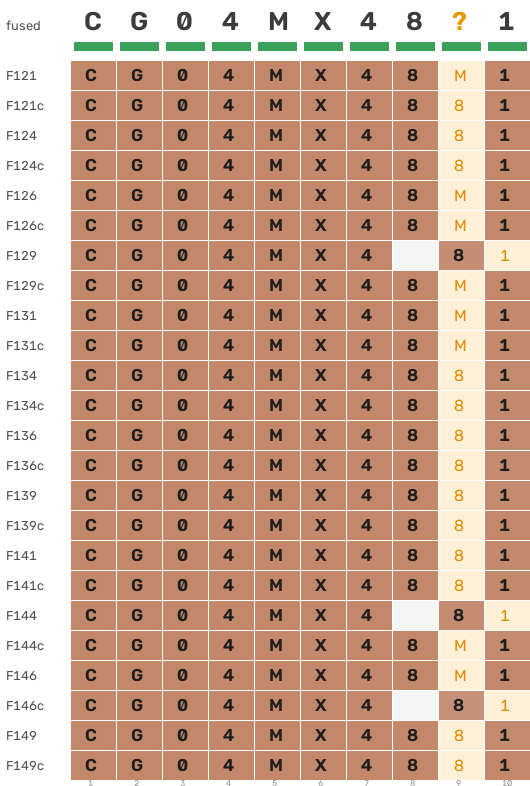 fused C G 0 4 M X 4 8 ? 1
F121 C G 0 4 M X 4 8 M 1
F121c C G 0 4 M X 4 8 8 1
F124 C G 0 4 M X 4 8 8 1
F124c C G 0 4 M X 4 8 8 1
F126 C G 0 4 M X 4 8 M 1
F126c C G 0 4 M X 4 8 M 1
F129 C G 0 4 M X 4 8 1
F129c C G 0 4 M X 4 8 M 1
F131 C G 0 4 M X 4 8 M 1
F131c C G 0 4 M X 4 8 M 1
F134 C G 0 4 M X 4 8 8 1
F134c C G 0 4 M X 4 8 8 1
F136 C G 0 4 M X 4 8 8 1
F136c C G 0 4 M X 4 8 8 1
F139 C G 0 4 M X 4 8 8 1
F139c C G 0 4 M X 4 8 8 1
F141 C G 0 4 M X 4 8 8 1
F141c C G 0 4 M X 4 8 8 1
F144 C G 0 4 M X 4 8 1
F144c C G 0 4 M X 4 8 M 1
F146 C G 0 4 M X 4 8 M 1
F146c C G 0 4 M X 4 8 1
F149 C G 0 4 M X 4 8 8 1
F149c C G 0 4 M X 4 8 8 1
1 2 3 4 5 6 7 8 9 10